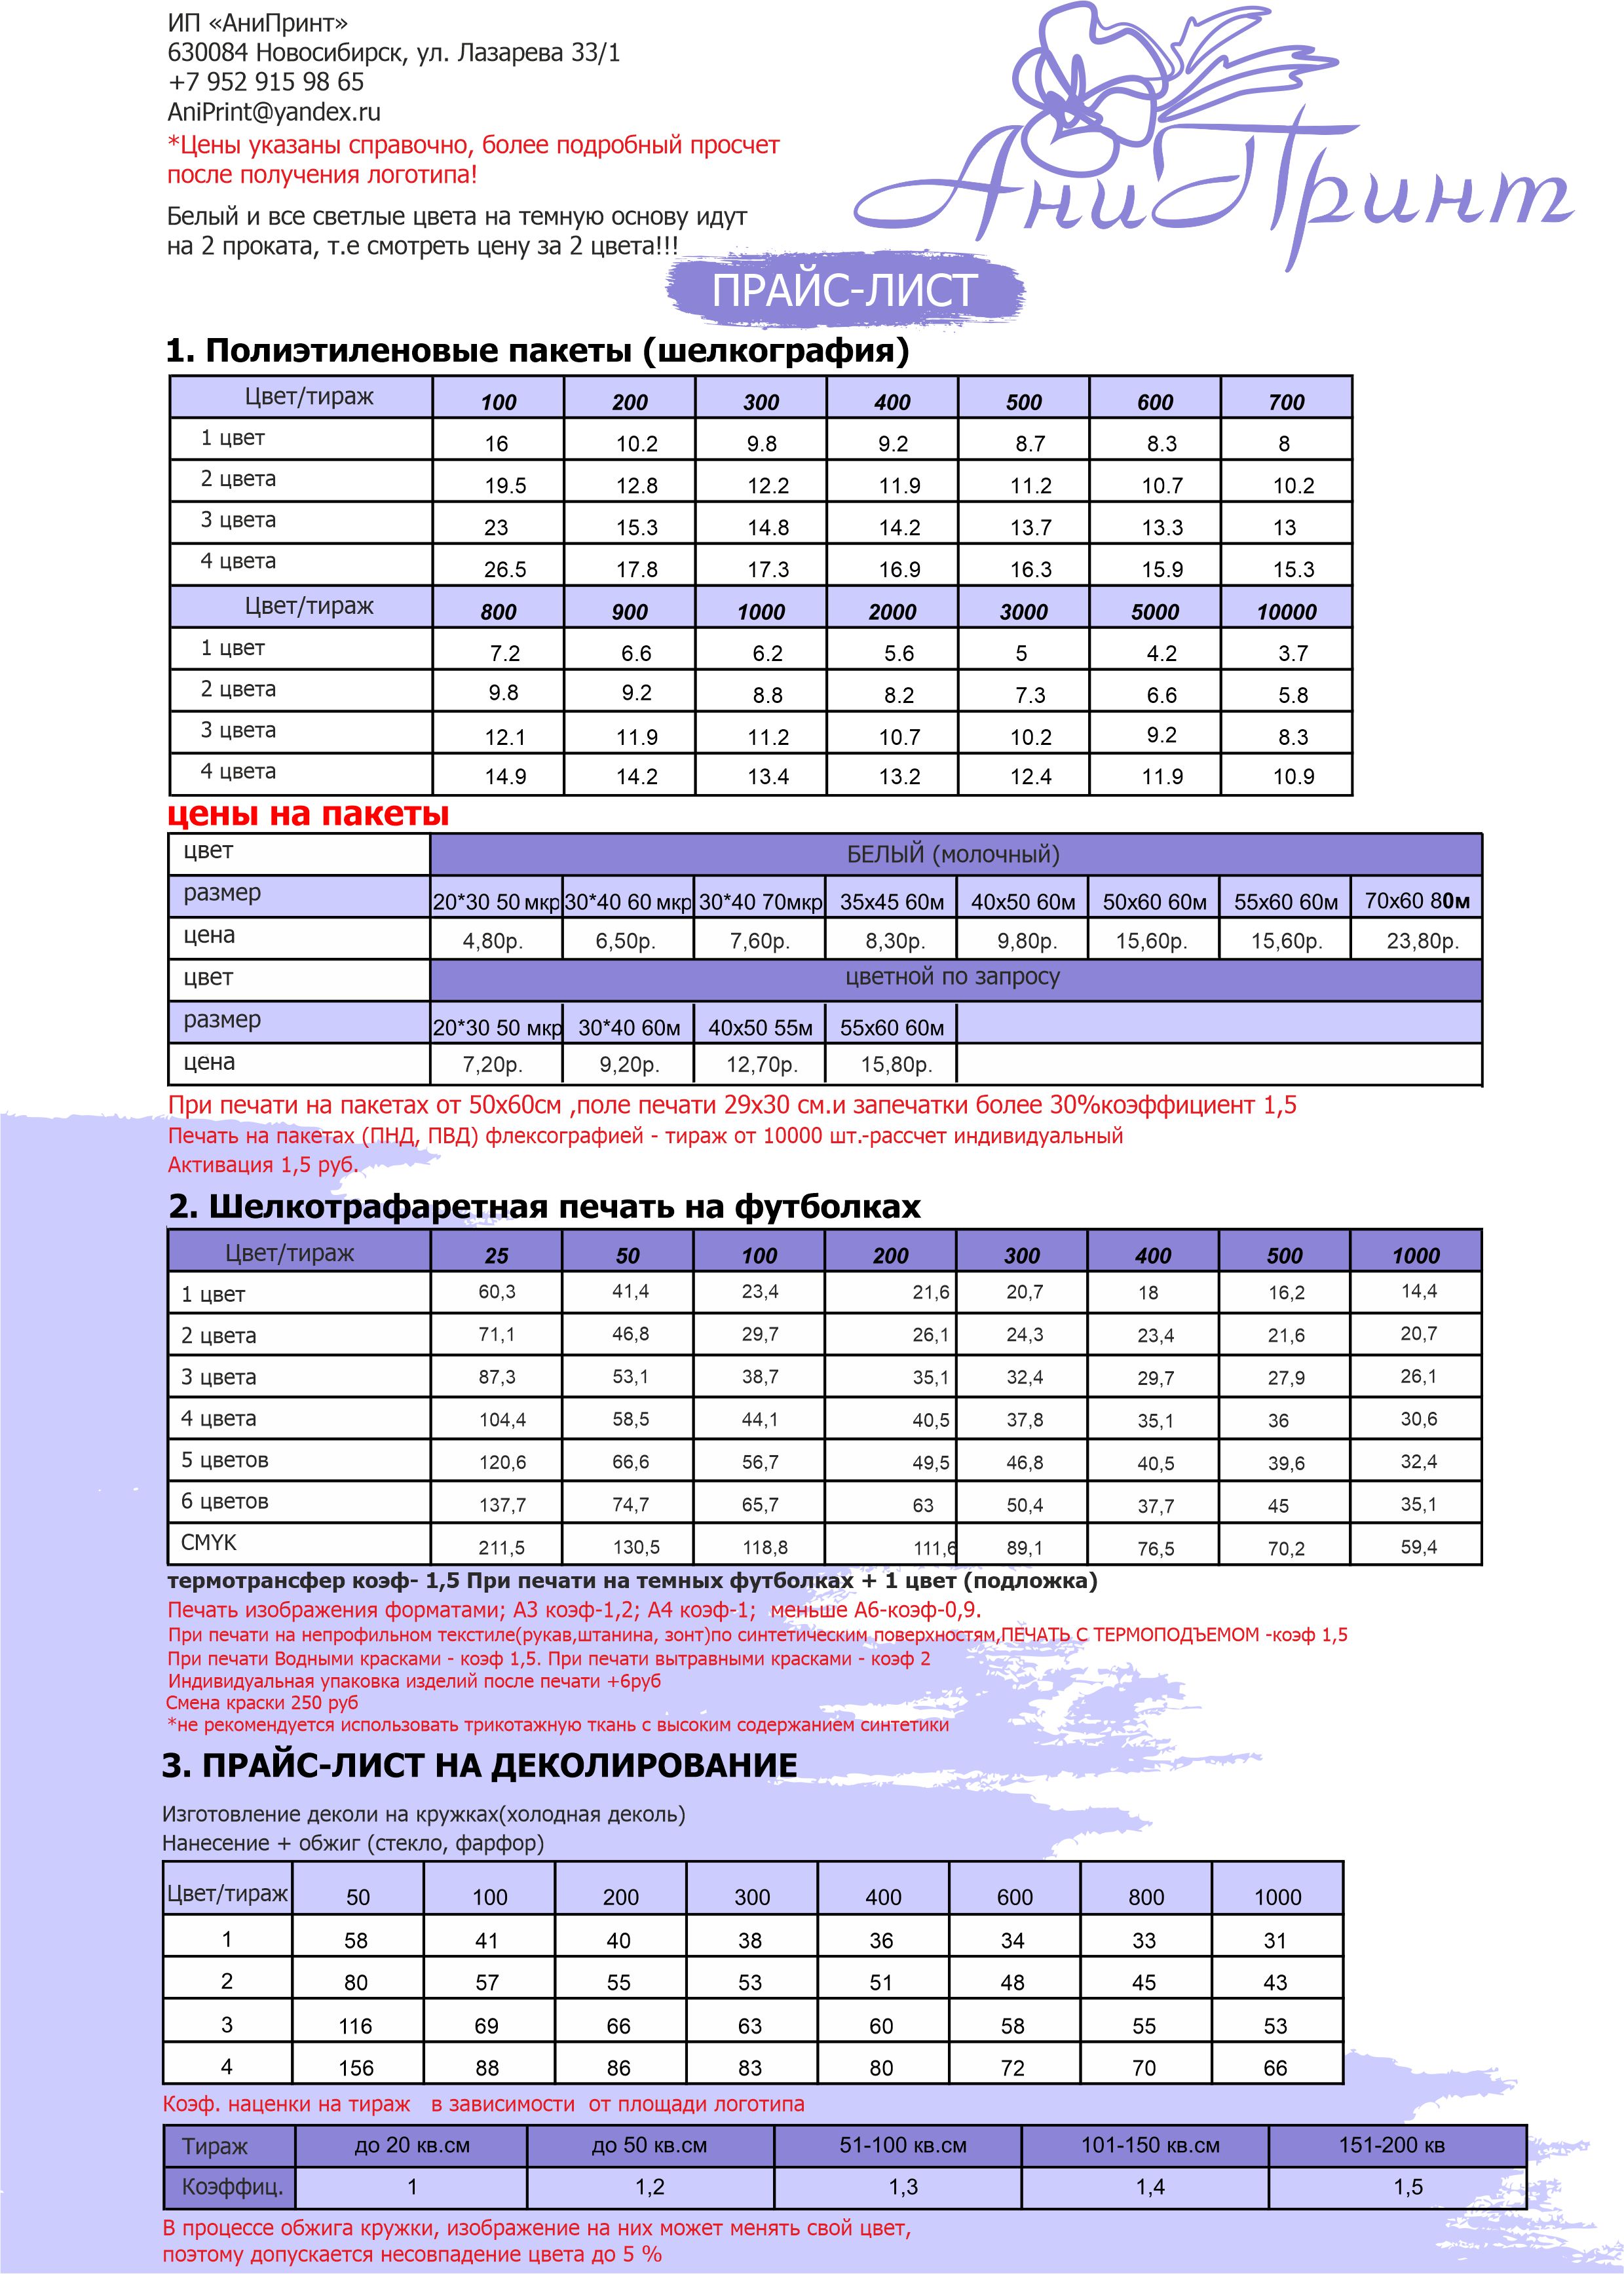 ИП «АниПринт»
630084 Новосибирск, ул. Лазарева 33/1
+7 952 915 98 65
AniPrint@yandex.ru
*Цены указаны справочно, более подробный просчет
после получения логотипа!
Белый и все светлые цвета на темную основу идут
на 2 проката, т.е смотреть цену за 2 цвета!!!
АниПринт
ПРАЙС-ЛИСТ
1. Полиэтиленовые пакеты (шелкография)
Цвет/тираж 100 200 300 400 500 600 700
1 цвет 16 10.2 9.8 9.2 8.7 8.3 8
2 цвета 19.5 12.8 12.2 11.9 11.2 10.7 10.2
3 цвета 23 15.3 14.8 14.2 13.7 13.3 13
4 цвета 26.5 17.8 17.3 16.9 16.3 15.9 15.3
Цвет/тираж 800 900 1000 2000 3000 5000 10000
1 цвет 7.2 6.6 6.2 5.6 5 4.2 3.7
2 цвета 9.8 9.2 8.8 8.2 7.3 6.6 5.8
3 цвета 12.1 11.9 11.2 10.7 10.2 9.2 8.3
4 цвета 14.9 14.2 13.4 13.2 12.4 11.9 10.9
цены на пакеты
цвет БЕЛЫЙ (молочный)
размер 20*30 50 мкр 30*40 60 мкр 30*40 70мкр 35х45 60м 40х50 60м 50х60 60м 55х60 60м 70х60 80м
цена 4,80р. 6,50р. 7,60р. 8,30р. 9,80р. 15,60р. 15,60р. 23,80р.
цвет цветной по запросу
размер 20*30 50 мкр 30*40 60м 40х50 55м 55х60 60м
цена 7,20р. 9,20р. 12,70р. 15,80р.
При печати на пакетах от 50х60см ,поле печати 29х30 см.и запечатки более 30%коэффициент 1,5
Печать на пакетах (ПНД, ПВД) флексографией - тираж от 10000 шт.-рассчет индивидуальный
Активация 1,5 руб.
2. Шелкотрафаретная печать на футболках
Цвет/тираж 25 50 100 200 300 400 500 1000
1 цвет 60,3 41,4 23,4 21,6 20,7 18 16,2 14,4
2 цвета 71,1 46,8 29,7 26,1 24,3 23,4 21,6 20,7
3 цвета 87,3 53,1 38,7 35,1 32,4 29,7 27,9 26,1
4 цвета 104,4 58,5 44,1 40,5 37,8 35,1 36 30,6
5 цветов 120,6 66,6 56,7 49,5 46,8 40,5 39,6 32,4
6 цветов 137,7 74,7 65,7 63 50,4 37,7 45 35,1
CMYK 211,5 130,5 118,8 111,6 89,1 76,5 70,2 59,4
термотрансфер коэф- 1,5 При печати на темных футболках + 1 цвет (подложка)
Печать изображения форматами; А3 коэф-1,2; А4 коэф-1; меньше А6-коэф-0,9.
При печати на непрофильном текстиле(рукав,штанина, зонт)по синтетическим поверхностям,ПЕЧАТЬ С ТЕРМОПОДЪЕМОМ -коэф 1,5
При печати Водными красками - коэф 1,5. При печати вытравными красками - коэф 2
Индивидуальная упаковка изделий после печати +6руб
Смена краски 250 руб
*не рекомендуется использовать трикотажную ткань с высоким содержанием синтетики
3. ПРАЙС-ЛИСТ НА ДЕКОЛИРОВАНИЕ
Изготовление деколи на кружках(холодная деколь)
Нанесение + обжиг (стекло, фарфор)
Цвет/тираж 50 100 200 300 400 600 800 1000
1 58 41 40 38 36 34 33 31
2 80 57 55 53 51 48 45 43
3 116 69 66 63 60 58 55 53
4 156 88 86 83 80 72 70 66
Коэф. наценки на тираж в зависимости от площади логотипа
Тираж до 20 кв.см до 50 кв.см 51-100 кв.см 101-150 кв.см 151-200 кв
Коэффиц. 1 1,2 1,3 1,4 1,5
В процессе обжига кружки, изображение на них может менять свой цвет,
поэтому допускается несовпадение цвета до 5 %